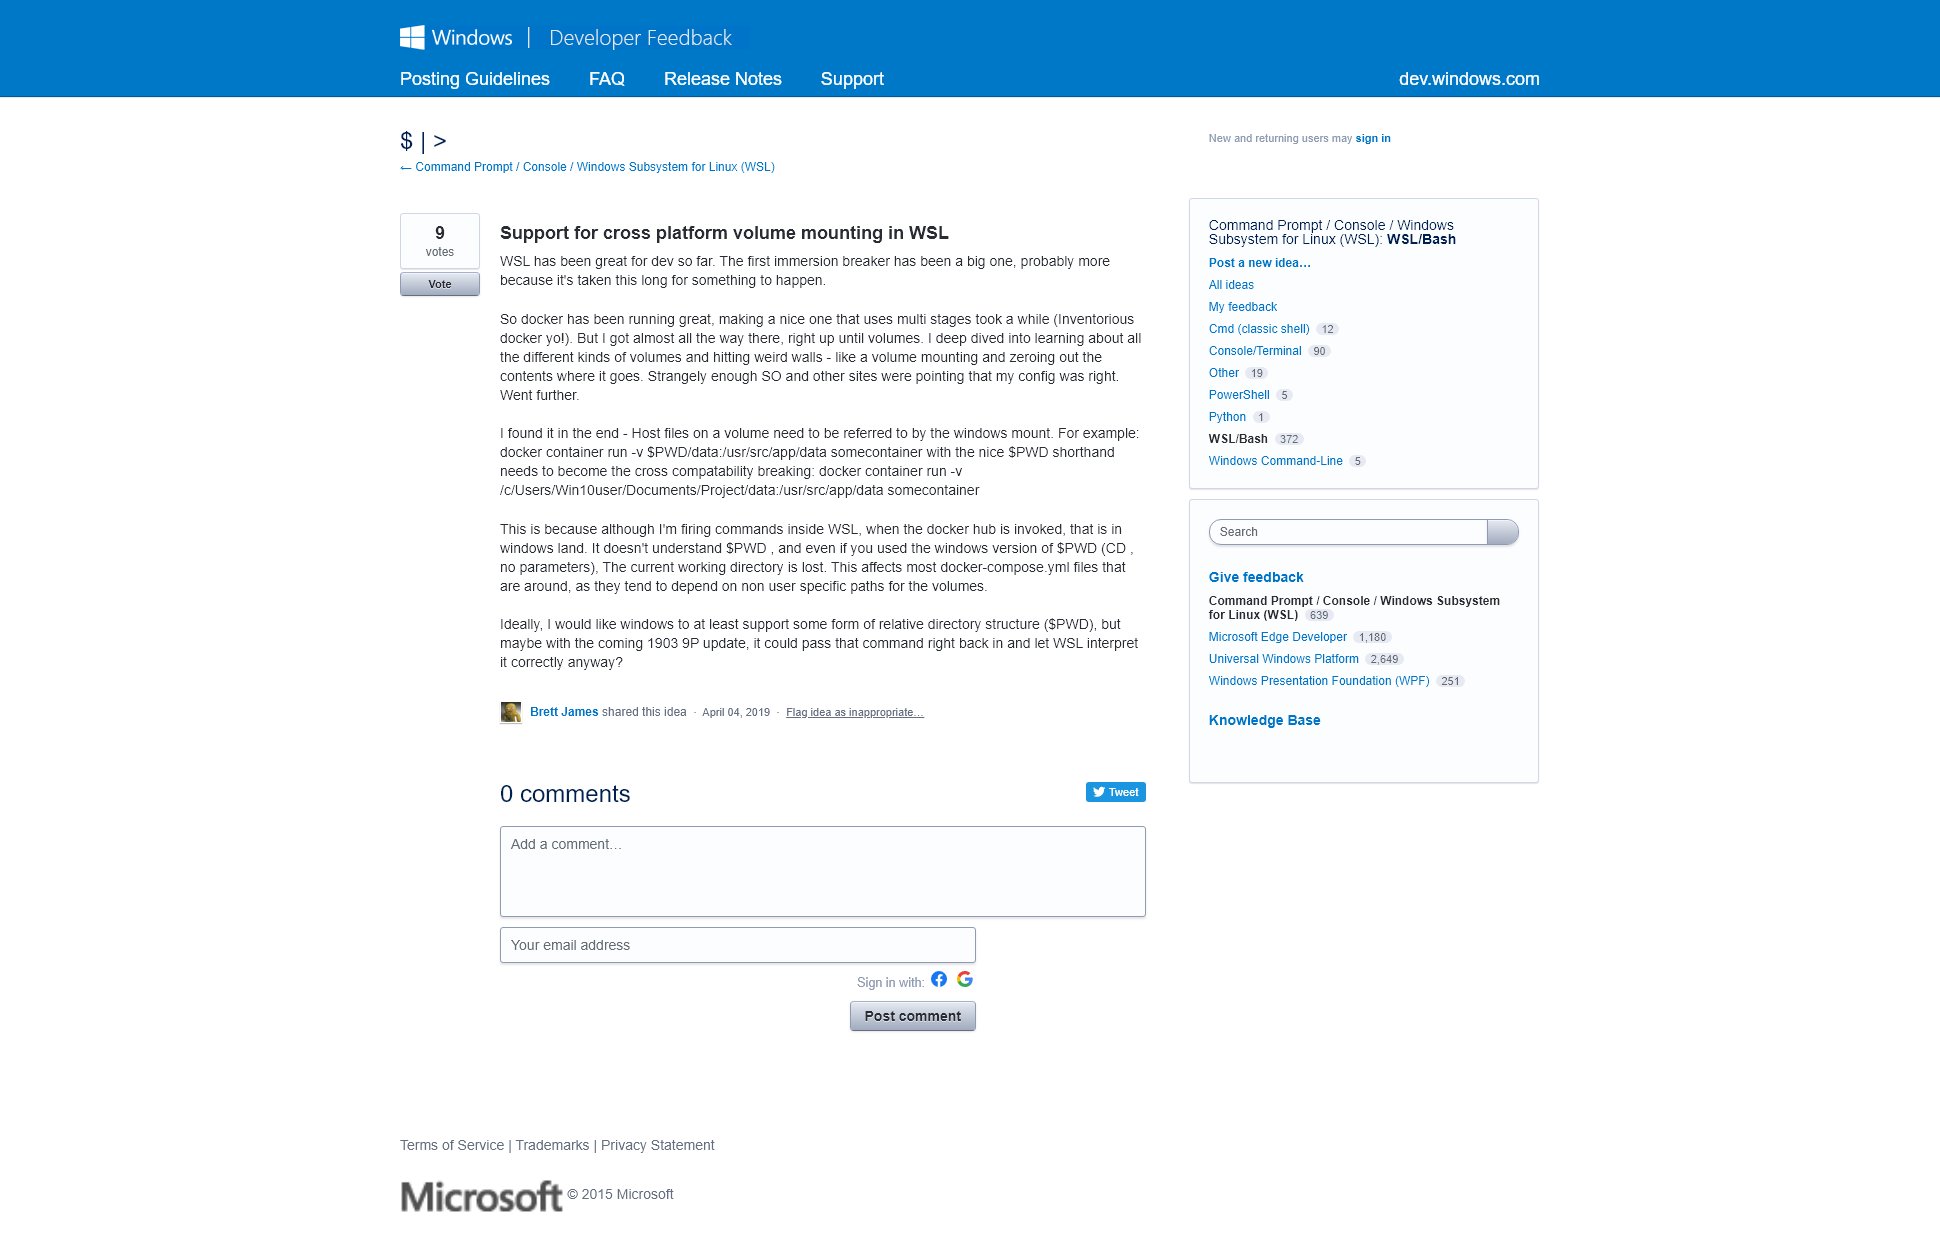 Windows | Developer Feedback
Posting Guidelines FAQ Release Notes Support dev.windows.com
$ | >
← Command Prompt / Console / Windows Subsystem for Linux (WSL)
New and returning users may sign in
9
votes
Vote
Support for cross platform volume mounting in WSL
WSL has been great for dev so far. The first immersion breaker has been a big one, probably more
because it's taken this long for something to happen.
So docker has been running great, making a nice one that uses multi stages took a while (Inventorious
docker yo!). But I got almost all the way there, right up until volumes. I deep dived into learning about all
the different kinds of volumes and hitting weird walls - like a volume mounting and zeroing out the
contents where it goes. Strangely enough SO and other sites were pointing that my config was right.
Went further.
I found it in the end - Host files on a volume need to be referred to by the windows mount. For example:
docker container run -v $PWD/data:/usr/src/app/data somecontainer with the nice $PWD shorthand
needs to become the cross compatability breaking: docker container run -v
/c/Users/Win10user/Documents/Project/data:/usr/src/app/data somecontainer
This is because although I'm firing commands inside WSL, when the docker hub is invoked, that is in
windows land. It doesn't understand $PWD , and even if you used the windows version of $PWD (CD ,
no parameters), The current working directory is lost. This affects most docker-compose.yml files that
are around, as they tend to depend on non user specific paths for the volumes.
Ideally, I would like windows to at least support some form of relative directory structure ($PWD), but
maybe with the coming 1903 9P update, it could pass that command right back in and let WSL interpret
it correctly anyway?
Brett James shared this idea · April 04, 2019 · Flag idea as inappropriate…
0 comments
Tweet
Add a comment…
Your email address
Sign in with:
Post comment
Command Prompt / Console / Windows
Subsystem for Linux (WSL): WSL/Bash
Post a new idea…
All ideas
My feedback
Cmd (classic shell) 12
Console/Terminal 90
Other 19
PowerShell 5
Python 1
WSL/Bash 372
Windows Command-Line 5
Search
Give feedback
Command Prompt / Console / Windows Subsystem
for Linux (WSL) 639
Microsoft Edge Developer 1,180
Universal Windows Platform 2,649
Windows Presentation Foundation (WPF) 251
Knowledge Base
Terms of Service | Trademarks | Privacy Statement
Microsoft © 2015 Microsoft